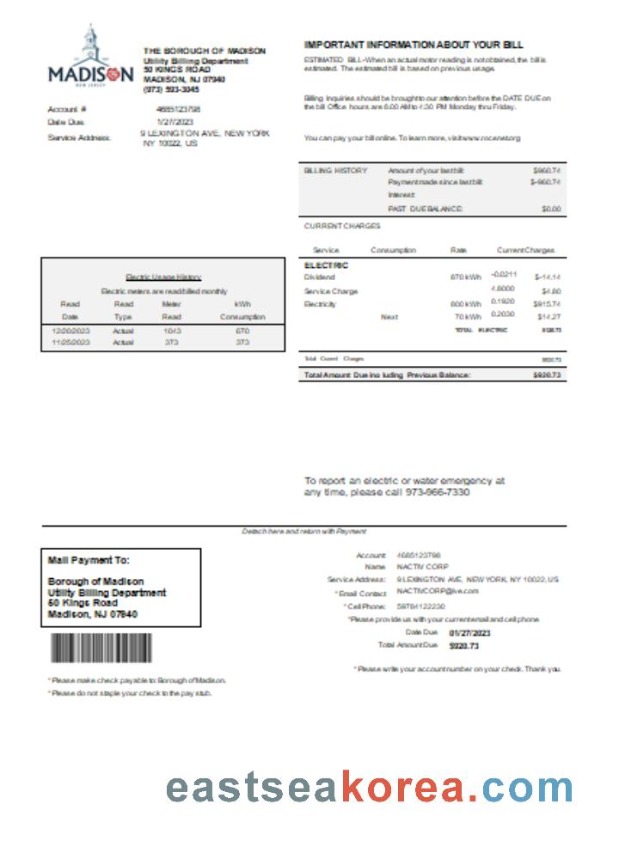 MADISON
NEW JERSEY
THE BOROUGH OF MADISON
Utility Billing Department
50 KINGS ROAD
MADISON, NJ 07940
(973) 593-3045
Account #
4685123798
Date Due
1/27/2023
Service Address:
9 LEXINGTON AVE, NEW YORK
NY 10022, US
IMPORTANT INFORMATION ABOUT YOUR BILL
ESTIMATED BILL-When an actual meter reading is not obtained, the bill is
estimated. The estimated bill is based on previous usage.
Billing inquiries should be brought to our attention before the DATE DUE on
the bill Office hours are 8:00 AM to 4:30 PM Monday thru Friday.
You can pay your bill online. To learn more, visit www.rocenet.org
BILLING HISTORY
Amount of your last bill:
$960.74
Payment made since last bill:
$-960.74
Interest:
PAST DUE BALANCE:
$0.00
CURRENT CHARGES
Service Consumption Rate Current Charges
ELECTRIC
Dividend 670 kWh -0.0211 $-14.14
Service Charge 4.8000 $4.80
Electricity 600 kWh 0.1920 $915.74
Next 70 kWh 0.2030 $14.27
TOTAL ELECTRIC
Total Current Charges
Total Amount Due including Previous Balance: $920.73
Electric Usage History
Electric meters are read/billed monthly
Read Read Meter kWh
Date Type Read Consumption
12/26/2023 Actual 1043 670
11/25/2023 Actual 373 373
To report an electric or water emergency at
any time, please call 973-966-7330
Detach here and return with Payment
Mail Payment To:
Borough of Madison
Utility Billing Department
50 Kings Road
Madison, NJ 07940
*Please make check payable to: Borough of Madison.
*Please do not staple your check to the pay stub.
Account: 4685123798
Name NACTIV CORP
Service Address: 9 LEXINGTON AVE, NEW YORK, NY 10022, US
*Email Contact NACTIVCORP@live.com
*Cell Phone: 59784122230
*Please provide us with your current email and cell phone
Date Due 01/27/2023
Total Amount Due $920.73
*Please write your account number on your check. Thank you.
eastseakorea.com